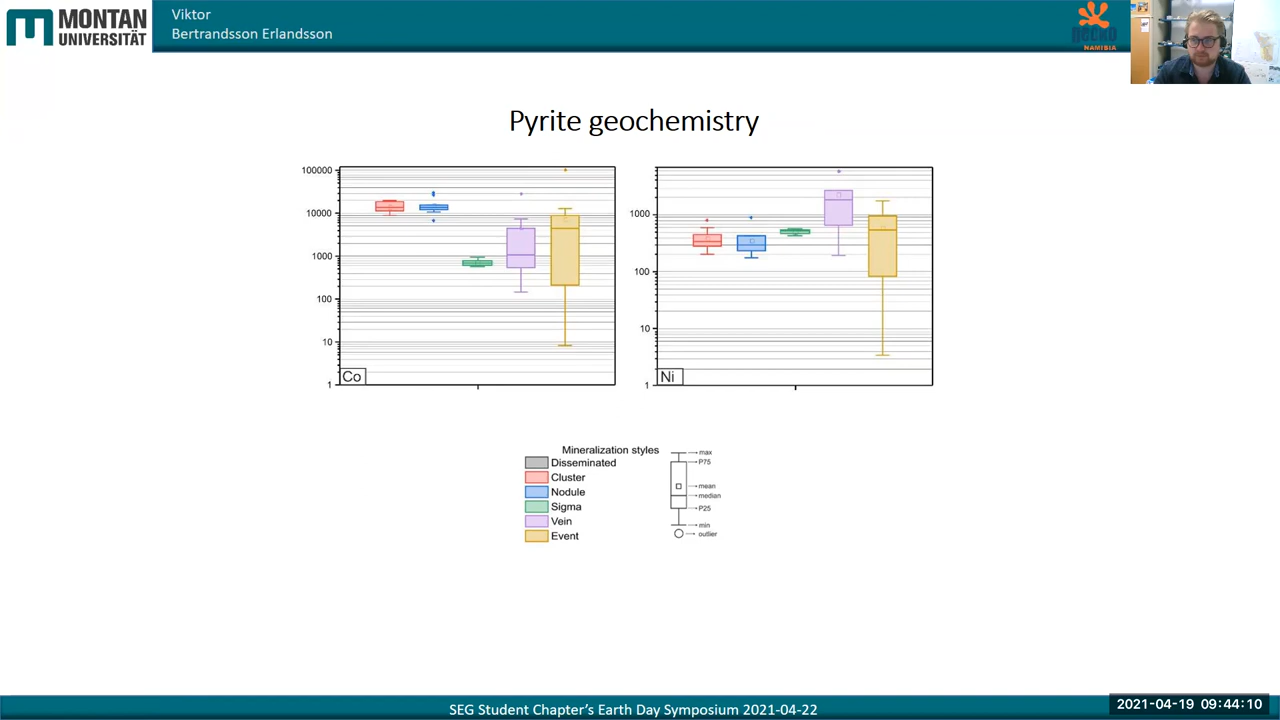 MONTAN
UNIVERSITÄT
Viktor
Bertrandsson Erlandsson
gecko
NAMIBIA
Pyrite geochemistry
100000
10000
1000
100
10
1
Co
1000
100
10
1
Ni
Mineralization styles
Disseminated
Cluster
Nodule
Sigma
Vein
Event
max
P75
mean
median
P25
min
outlier
SEG Student Chapter's Earth Day Symposium 2021-04-22
2021-04-19 09:44:10